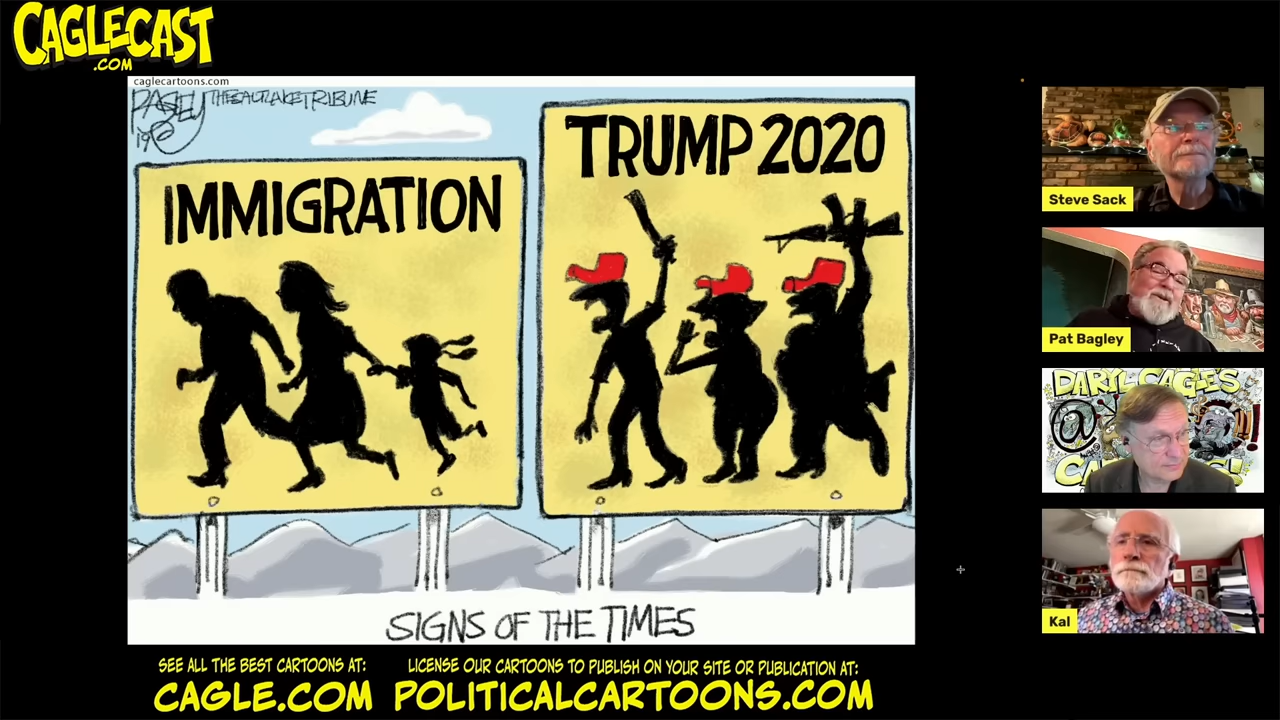 CAGLECAST
.COM
caglecartoons.com
BAGLEY THE SALT LAKE TRIBUNE
IMMIGRATION
TRUMP 2020
SIGNS OF THE TIMES
Steve Sack
Pat Bagley
DARYL CAGLE'S
Kal
SEE ALL THE BEST CARTOONS AT:
CAGLE.COM
LICENSE OUR CARTOONS TO PUBLISH ON YOUR SITE OR PUBLICATION AT:
POLITICALCARTOONS.COM